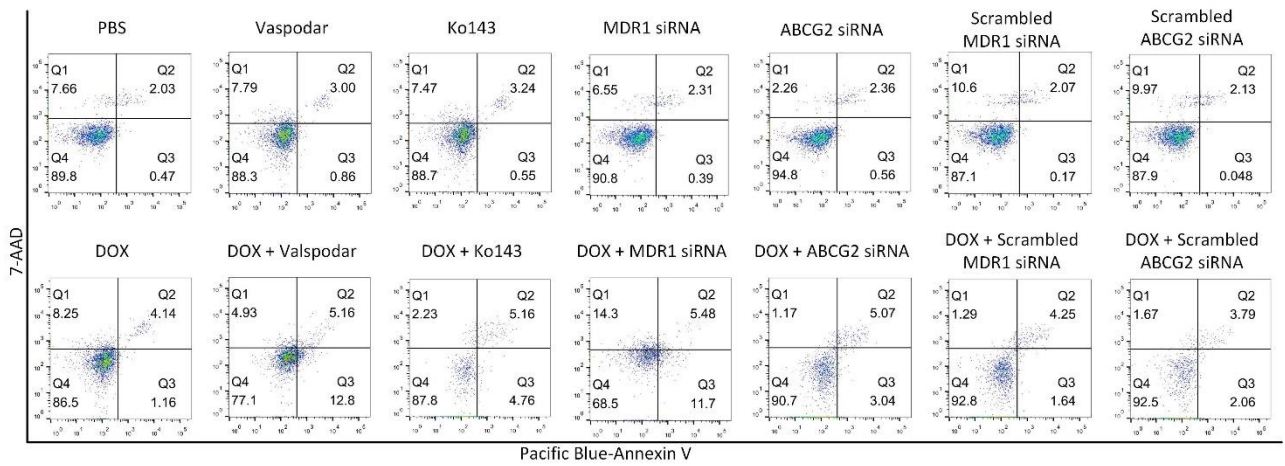 PBS
Vaspodar
Ko143
MDR1 siRNA
ABCG2 siRNA
Scrambled
MDR1 siRNA
Scrambled
ABCG2 siRNA
Q1 Q2
7.66 2.03
Q4 Q3
89.8 0.47
Q1 Q2
7.79 3.00
Q4 Q3
88.3 0.86
Q1 Q2
7.47 3.24
Q4 Q3
88.7 0.55
Q1 Q2
6.55 2.31
Q4 Q3
90.8 0.39
Q1 Q2
2.26 2.36
Q4 Q3
94.8 0.56
Q1 Q2
10.6 2.07
Q4 Q3
87.1 0.17
Q1 Q2
9.97 2.13
Q4 Q3
87.9 0.048
7-AAD
DOX
DOX + Valspodar
DOX + Ko143
DOX + MDR1 siRNA
DOX + ABCG2 siRNA
DOX + Scrambled
MDR1 siRNA
DOX + Scrambled
ABCG2 siRNA
Q1 Q2
8.25 4.14
Q4 Q3
86.5 1.16
Q1 Q2
4.93 5.16
Q4 Q3
77.1 12.8
Q1 Q2
2.23 5.16
Q4 Q3
87.8 4.76
Q1 Q2
14.3 5.48
Q4 Q3
68.5 11.7
Q1 Q2
1.17 5.07
Q4 Q3
90.7 3.04
Q1 Q2
1.29 4.25
Q4 Q3
92.8 1.64
Q1 Q2
1.67 3.79
Q4 Q3
92.5 2.06
Pacific Blue-Annexin V